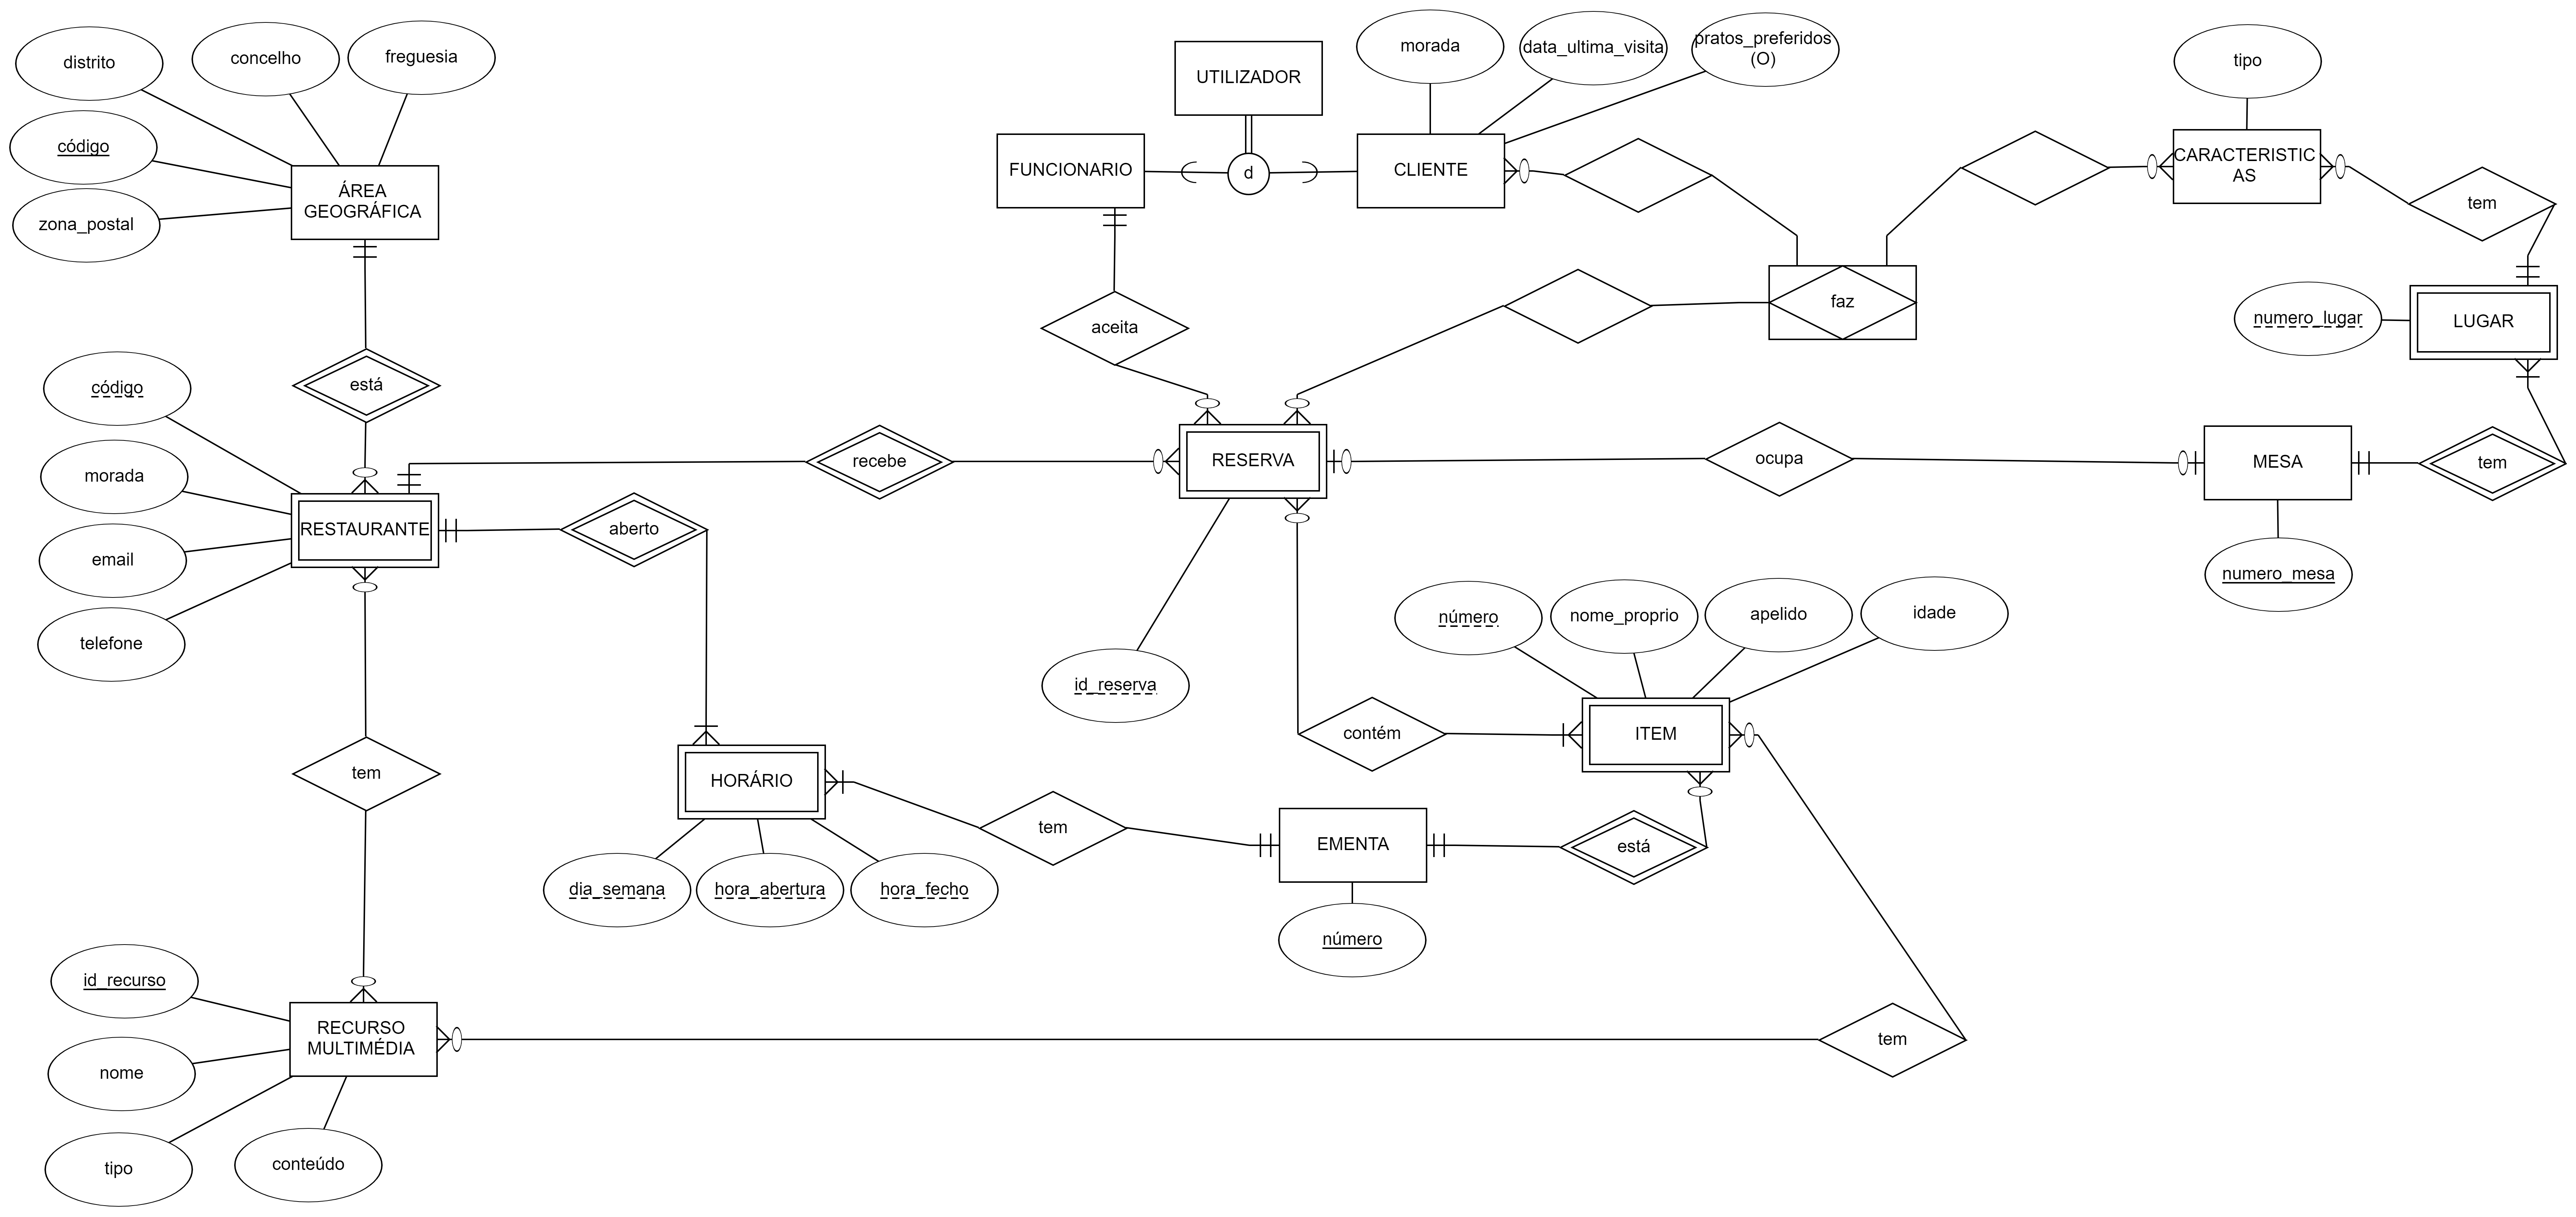 distrito
concelho
freguesia
código
zona_postal
ÁREA
GEOGRÁFICA
UTILIZADOR
morada
data_ultima_visita
pratos_preferidos
(O)
FUNCIONARIO
d
CLIENTE
tipo
CARACTERISTIC
AS
tem
aceita
faz
numero_lugar
LUGAR
está
código
morada
email
telefone
RESTAURANTE
recebe
aberto
RESERVA
ocupa
MESA
tem
numero_mesa
id_reserva
número
nome_proprio
apelido
idade
contém
ITEM
tem
HORÁRIO
tem
EMENTA
está
dia_semana
hora_abertura
hora_fecho
número
id_recurso
nome
tipo
conteúdo
RECURSO
MULTIMÉDIA
tem